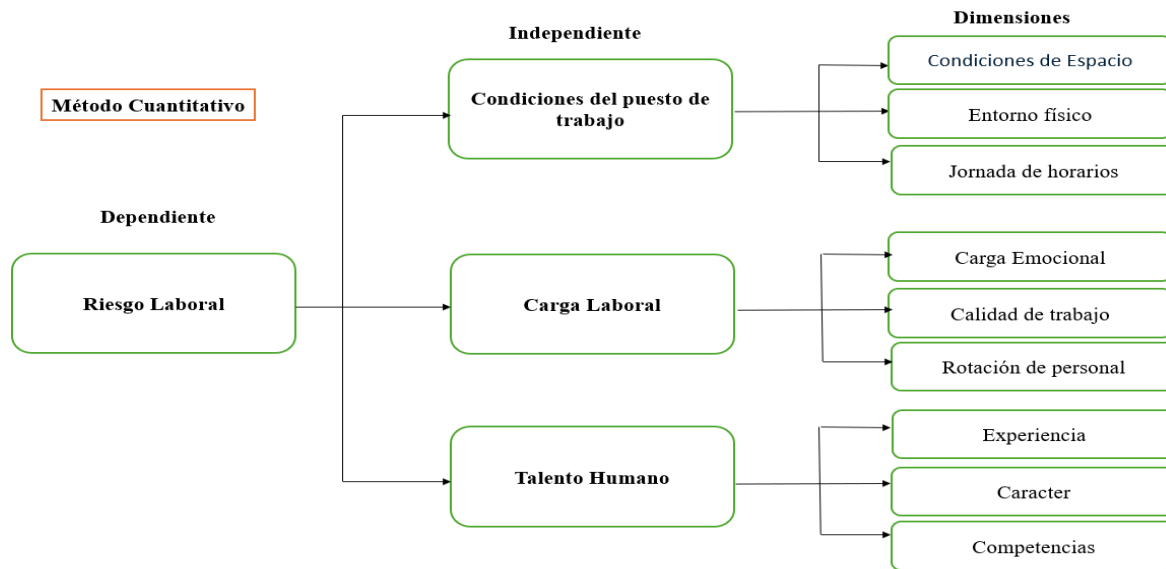 Dimensiones
Independiente
Condiciones de Espacio
Método Cuantitativo
Condiciones del puesto de
trabajo
Entorno físico
Jornada de horarios
Dependiente
Riesgo Laboral
Carga Laboral
Carga Emocional
Calidad de trabajo
Rotación de personal
Talento Humano
Experiencia
Caracter
Competencias